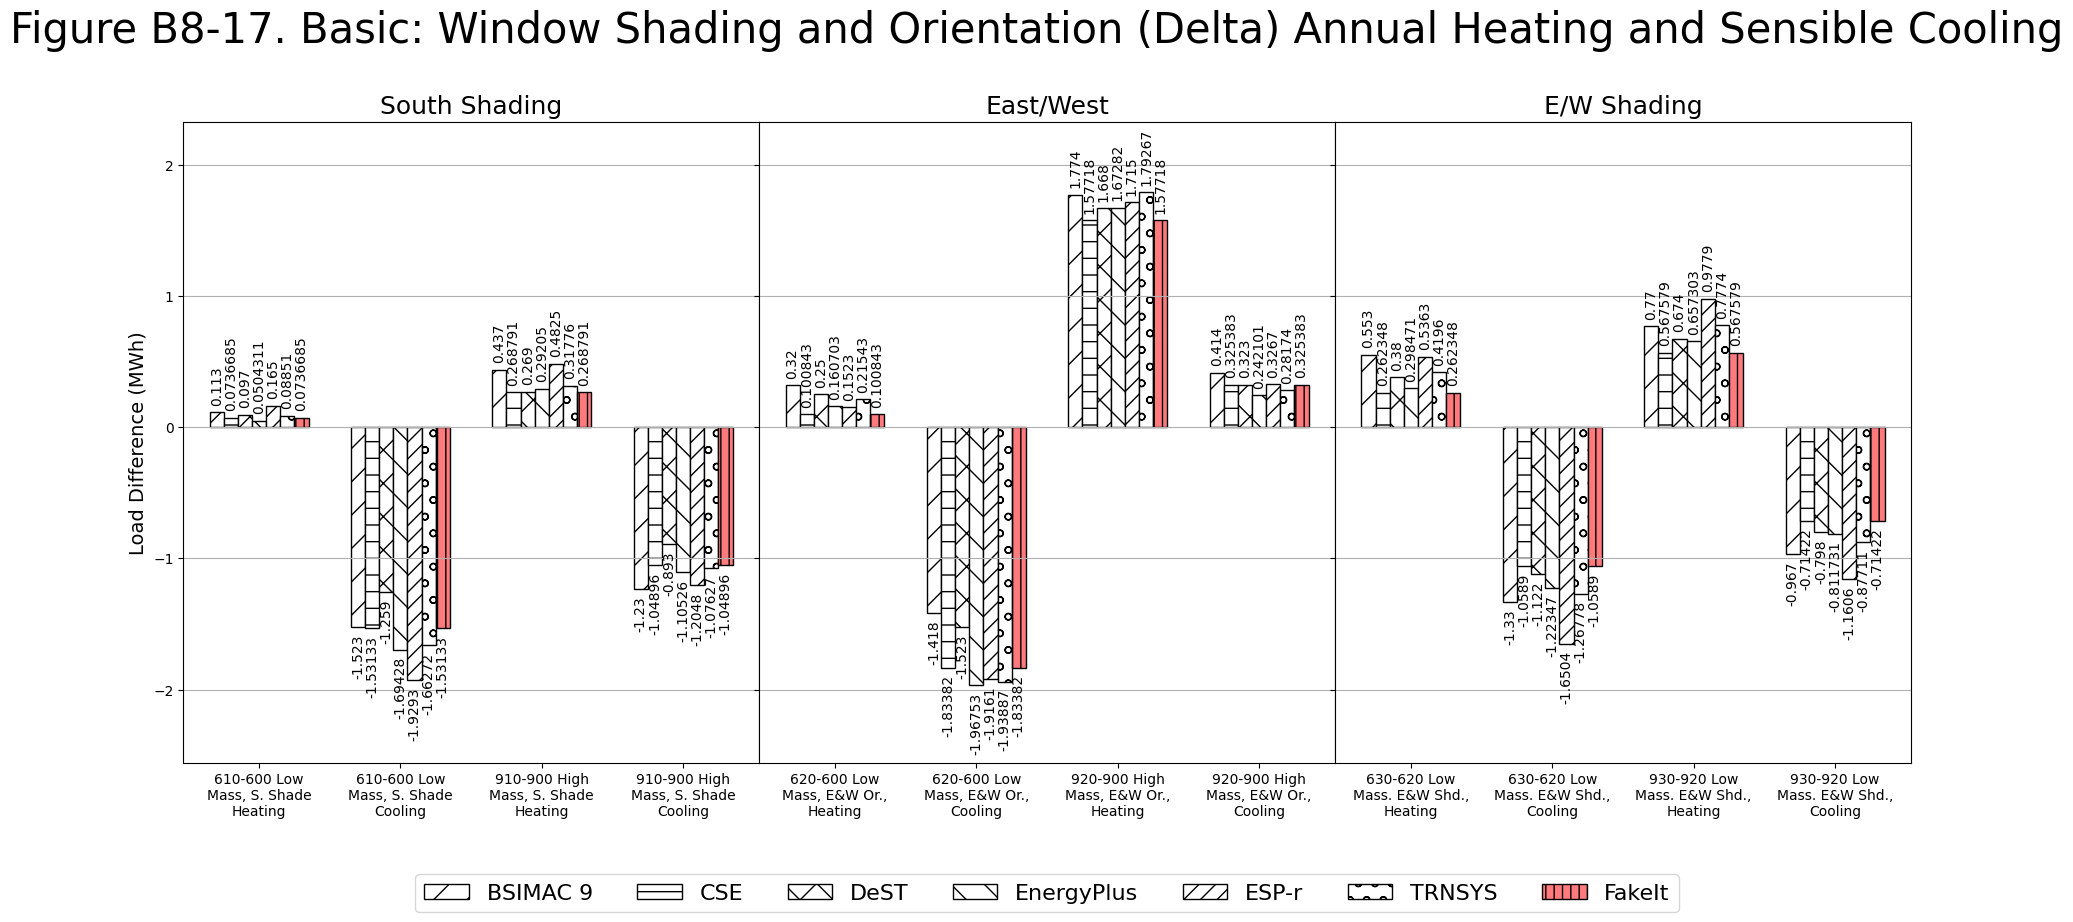 Figure B8-17. Basic: Window Shading and Orientation (Delta) Annual Heating and Sensible Cooling
South Shading
East/West
E/W Shading
Load Difference (MWh)
2
1
0
−1
−2
0.113
0.0736685
0.097
0.0504311
0.165
0.08851
0.0736685
-1.523
-1.53133
-1.259
-1.69428
-1.9293
-1.66272
-1.53133
0.437
0.268791
0.269
0.29205
0.4825
0.31776
0.268791
-1.23
-1.04896
-0.893
-1.10526
-1.2048
-1.07627
-1.04896
0.32
0.100843
0.25
0.160703
0.1523
0.21543
0.100843
-1.418
-1.83382
-1.523
-1.96753
-1.9161
-1.93887
-1.83382
1.774
1.57718
1.668
1.67282
1.715
1.79267
1.57718
0.414
0.325383
0.323
0.242101
0.3267
0.28174
0.325383
0.553
0.262348
0.38
0.298471
0.5363
0.4196
0.262348
-1.33
-1.0589
-1.122
-1.22347
-1.6504
-1.26778
-1.0589
0.77
0.567579
0.674
0.657303
0.9779
0.7774
0.567579
-0.967
-0.71422
-0.798
-0.811731
-1.1606
-0.87711
-0.71422
610-600 Low
Mass, S. Shade
Heating
610-600 Low
Mass, S. Shade
Cooling
910-900 High
Mass, S. Shade
Heating
910-900 High
Mass, S. Shade
Cooling
620-600 Low
Mass, E&W Or.,
Heating
620-600 Low
Mass, E&W Or.,
Cooling
920-900 High
Mass, E&W Or.,
Heating
920-900 High
Mass, E&W Or.,
Cooling
630-620 Low
Mass. E&W Shd.,
Heating
630-620 Low
Mass. E&W Shd.,
Cooling
930-920 Low
Mass. E&W Shd.,
Heating
930-920 Low
Mass. E&W Shd.,
Cooling
BSIMAC 9
CSE
DeST
EnergyPlus
ESP-r
TRNSYS
FakeIt